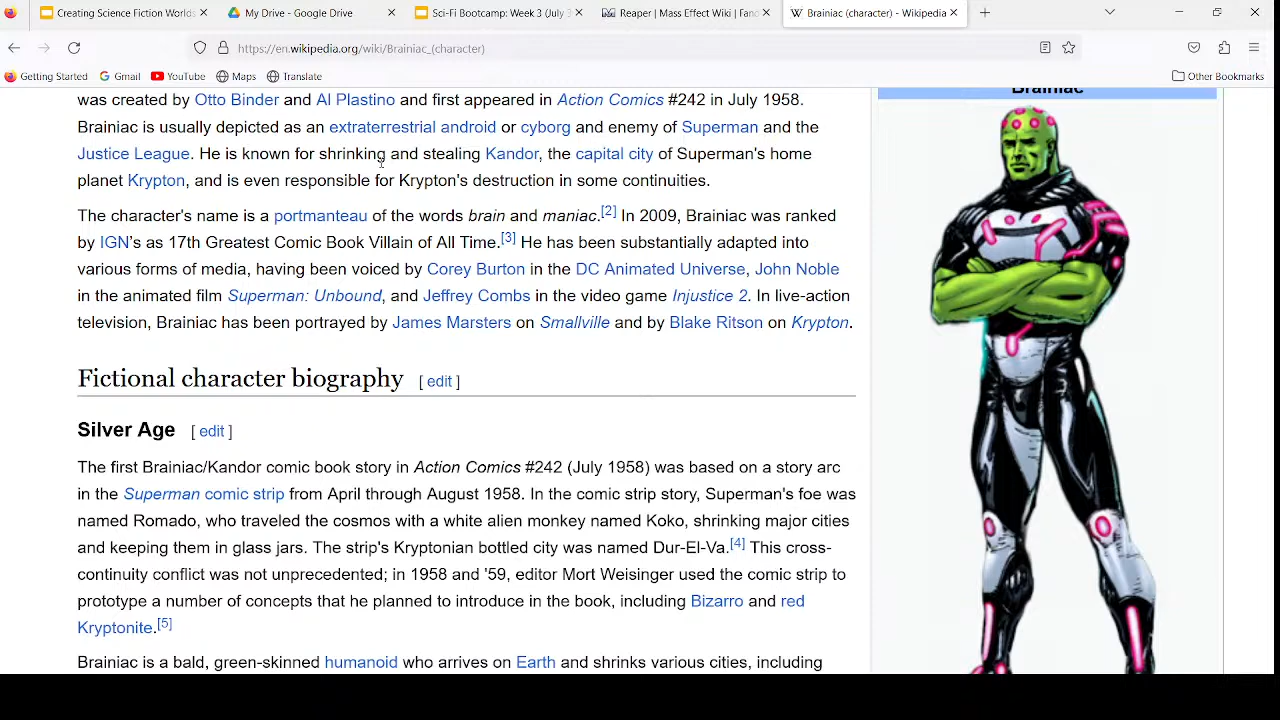 Creating Science Fiction Worlds
My Drive - Google Drive
Sci-Fi Bootcamp: Week 3 (July 3
Reaper | Mass Effect Wiki | Fand
Brainiac (character) - Wikipedia
https://en.wikipedia.org/wiki/Brainiac_(character)
Getting Started
Gmail
YouTube
Maps
Translate
Other Bookmarks
was created by Otto Binder and Al Plastino and first appeared in Action Comics #242 in July 1958.
Brainiac is usually depicted as an extraterrestrial android or cyborg and enemy of Superman and the
Justice League. He is known for shrinking and stealing Kandor, the capital city of Superman's home
planet Krypton, and is even responsible for Krypton's destruction in some continuities.
The character's name is a portmanteau of the words brain and maniac.[2] In 2009, Brainiac was ranked
by IGN's as 17th Greatest Comic Book Villain of All Time.[3] He has been substantially adapted into
various forms of media, having been voiced by Corey Burton in the DC Animated Universe, John Noble
in the animated film Superman: Unbound, and Jeffrey Combs in the video game Injustice 2. In live-action
television, Brainiac has been portrayed by James Marsters on Smallville and by Blake Ritson on Krypton.
Fictional character biography [ edit ]
Silver Age [ edit ]
The first Brainiac/Kandor comic book story in Action Comics #242 (July 1958) was based on a story arc
in the Superman comic strip from April through August 1958. In the comic strip story, Superman's foe was
named Romado, who traveled the cosmos with a white alien monkey named Koko, shrinking major cities
and keeping them in glass jars. The strip's Kryptonian bottled city was named Dur-El-Va.[4] This cross-
continuity conflict was not unprecedented; in 1958 and '59, editor Mort Weisinger used the comic strip to
prototype a number of concepts that he planned to introduce in the book, including Bizarro and red
Kryptonite.[5]
Brainiac is a bald, green-skinned humanoid who arrives on Earth and shrinks various cities, including
Brainiac